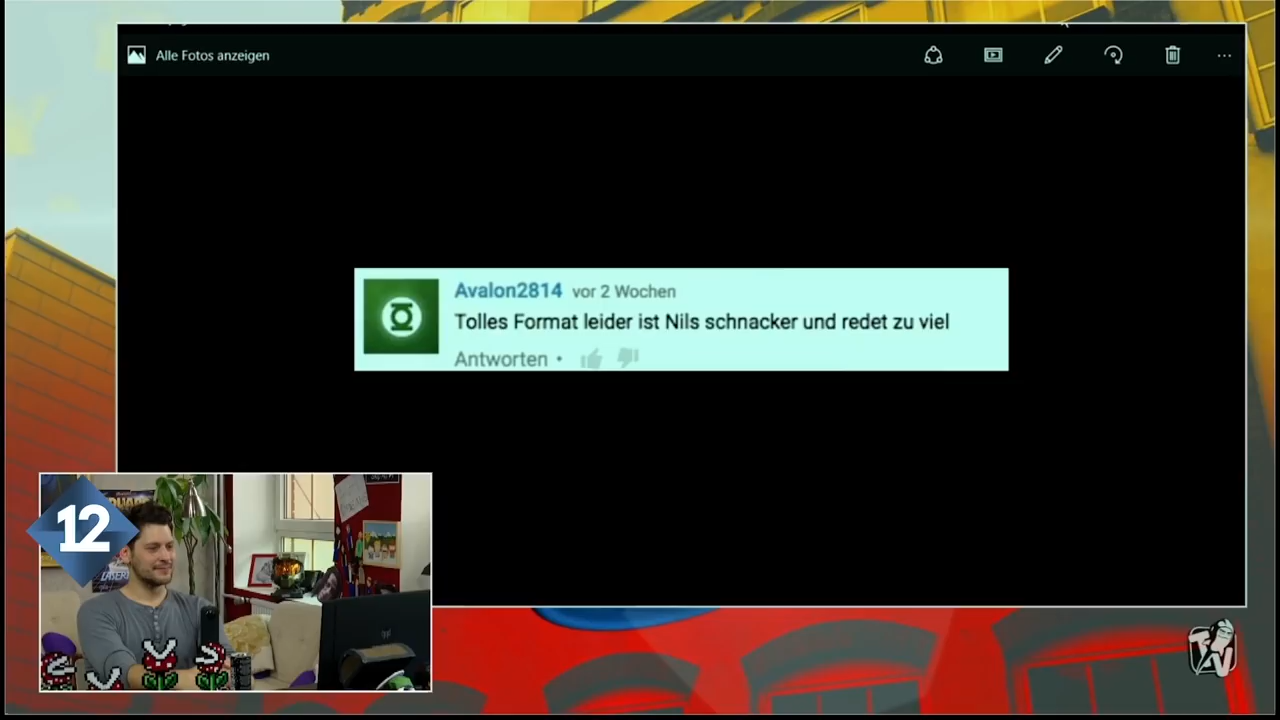 Alle Fotos anzeigen
Avalon2814 vor 2 Wochen
Tolles Format leider ist Nils schnacker und redet zu viel
Antworten •
12